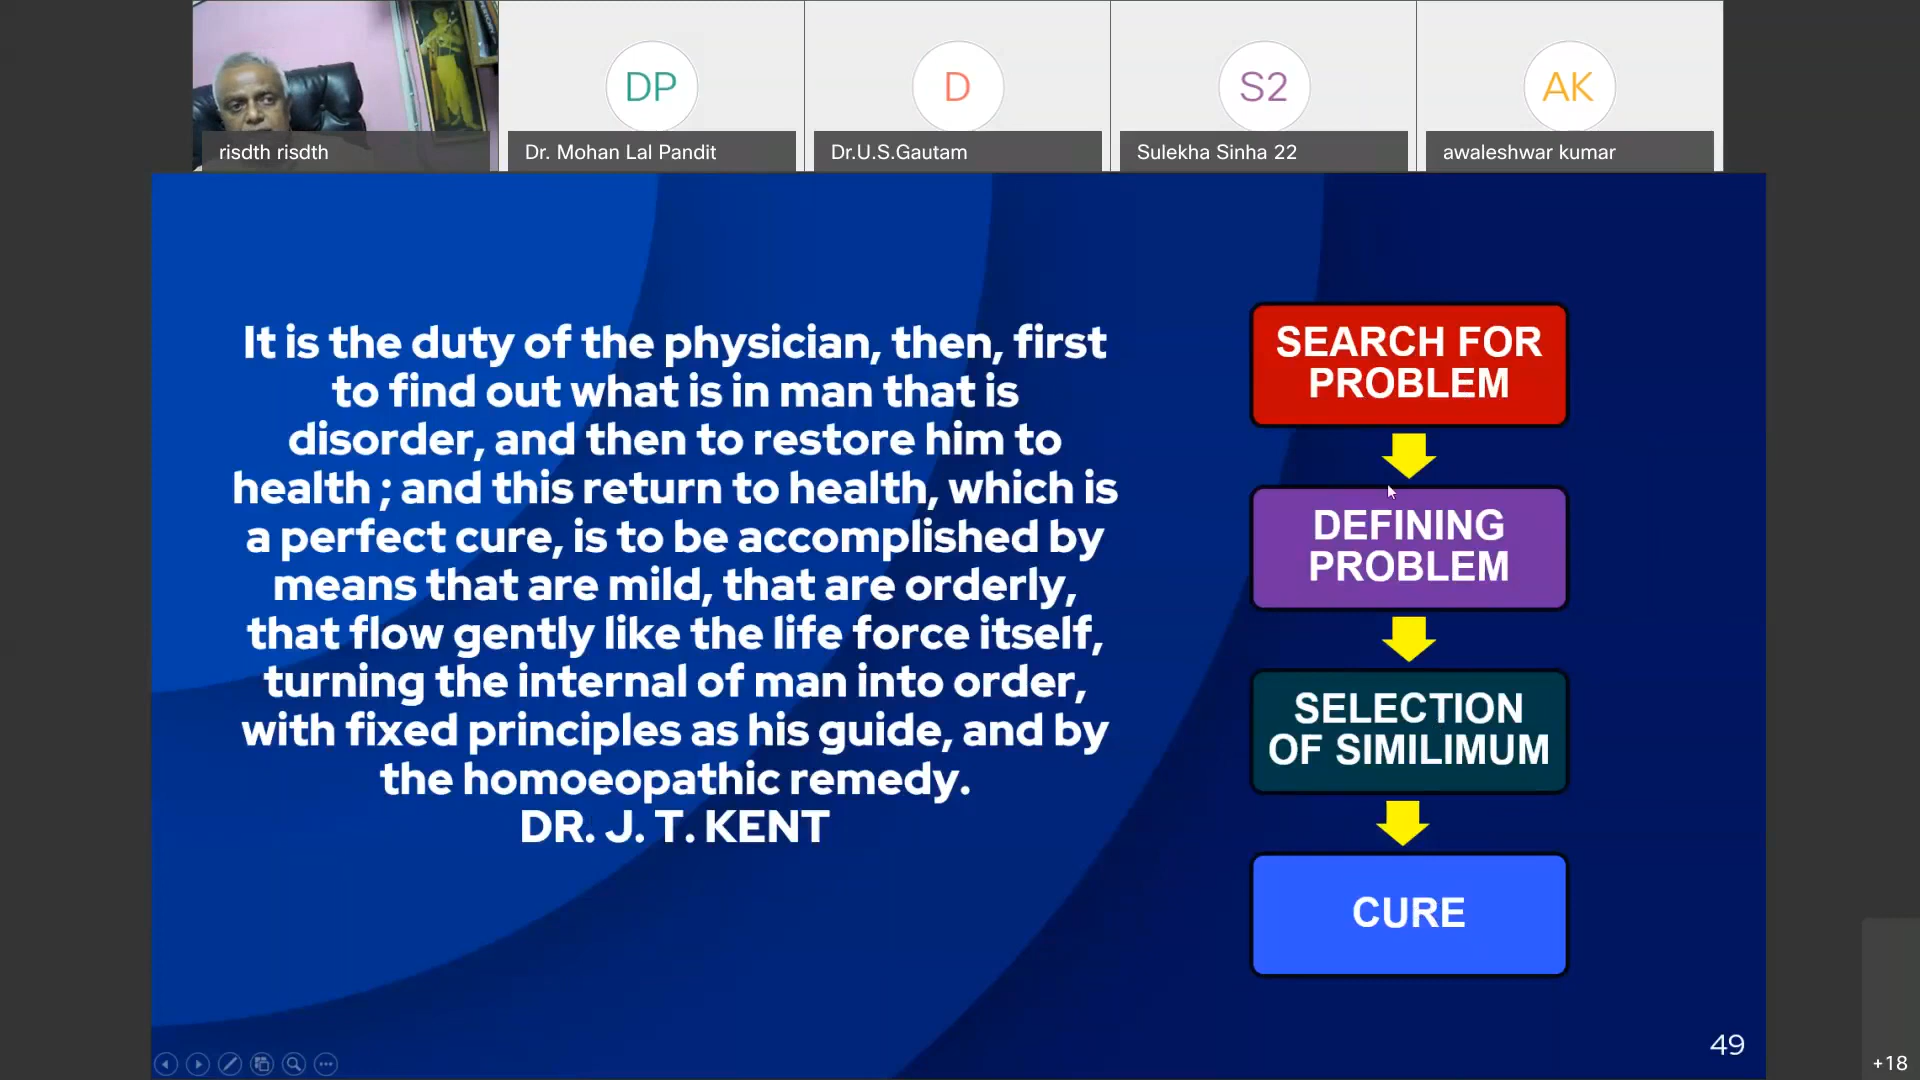 DP
D
S2
AK
risdth risdth
Dr. Mohan Lal Pandit
Dr.U.S.Gautam
Sulekha Sinha 22
awaleshwar kumar
It is the duty of the physician, then, first
to find out what is in man that is
disorder, and then to restore him to
health ; and this return to health, which is
a perfect cure, is to be accomplished by
means that are mild, that are orderly,
that flow gently like the life force itself,
turning the internal of man into order,
with fixed principles as his guide, and by
the homoeopathic remedy.
DR. J. T. KENT
SEARCH FOR
PROBLEM
DEFINING
PROBLEM
SELECTION
OF SIMILIMUM
CURE
49
+18